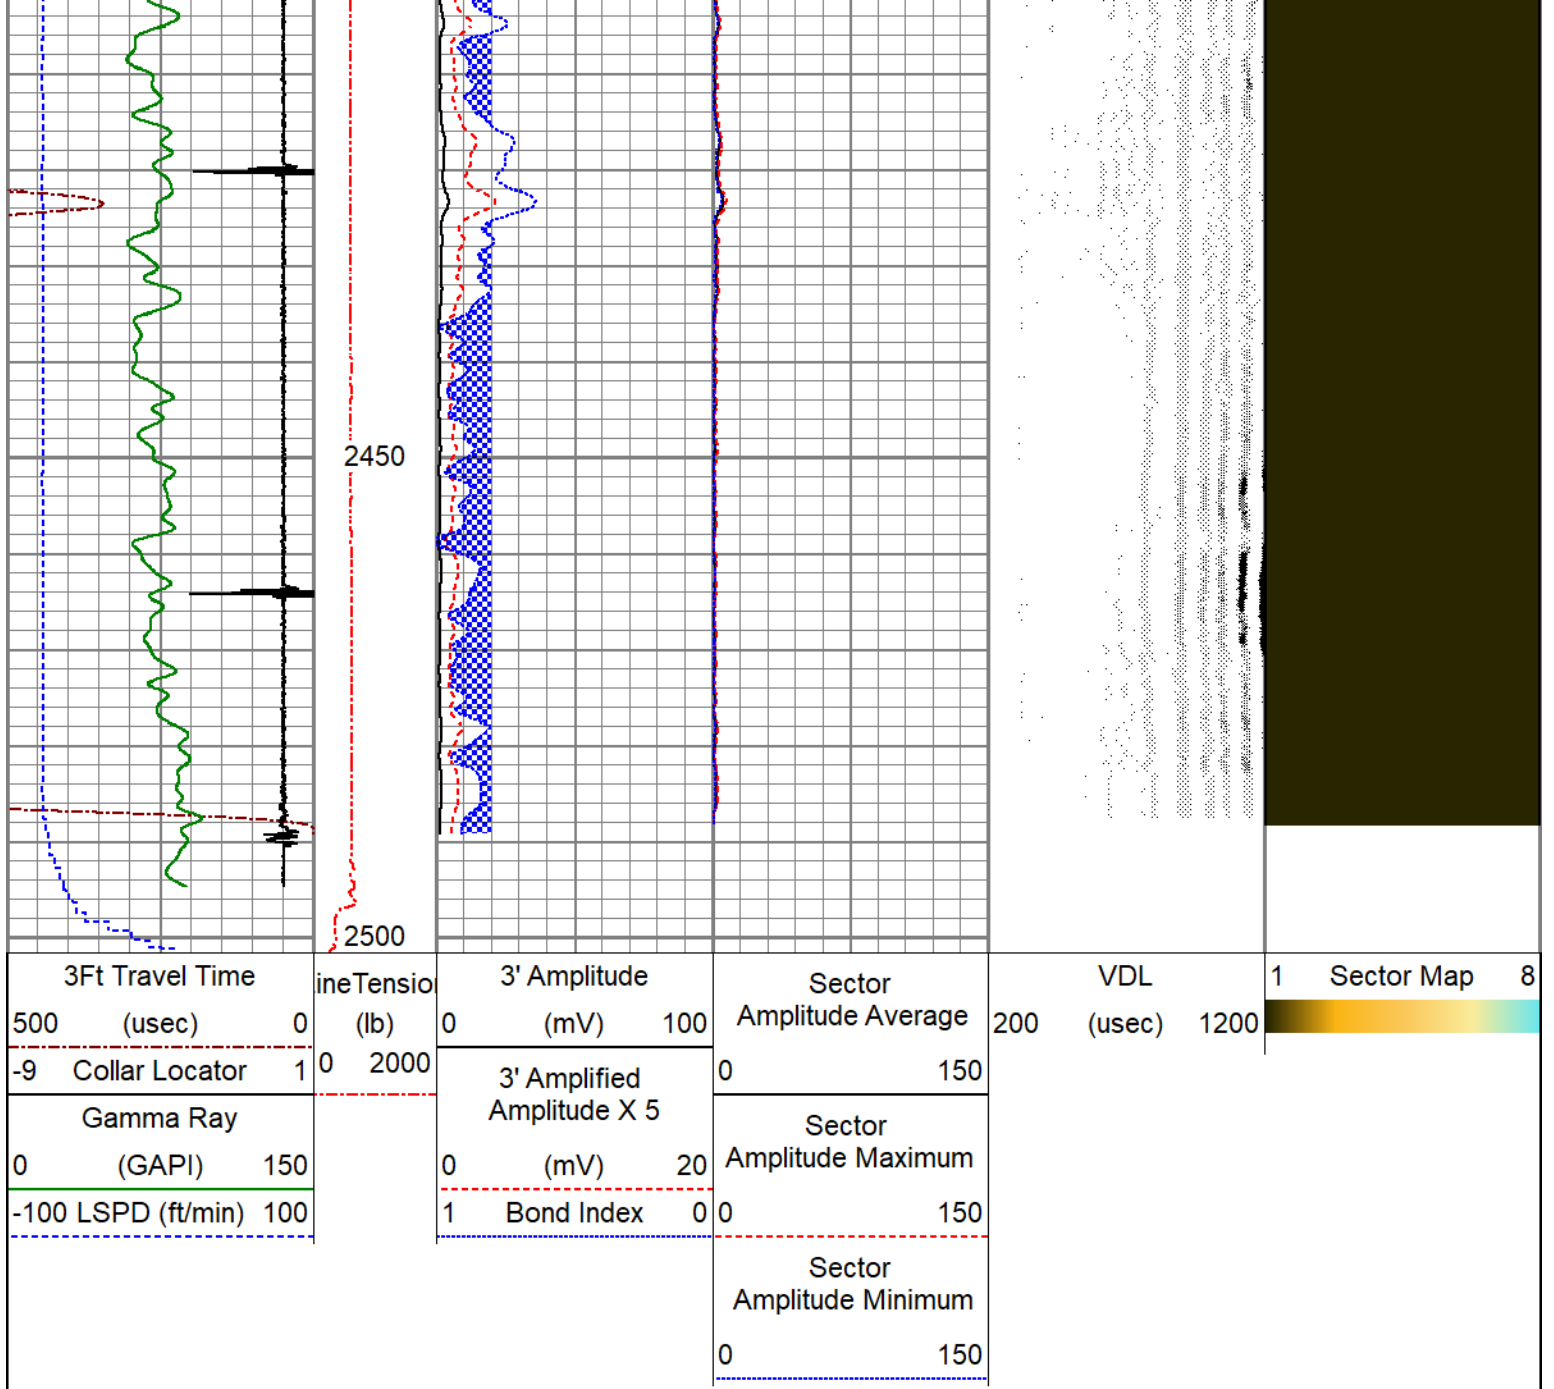 2450
2500
3Ft Travel Time
500 (usec) 0
-9 Collar Locator 1
Gamma Ray
0 (GAPI) 150
-100 LSPD (ft/min) 100
ineTension
(lb)
0 2000
3' Amplitude
0 (mV) 100
3' Amplified
Amplitude X 5
0 (mV) 20
1 Bond Index 0
Sector
Amplitude Average
0 150
Sector
Amplitude Maximum
0 150
Sector
Amplitude Minimum
0 150
VDL
200 (usec) 1200
1 Sector Map 8